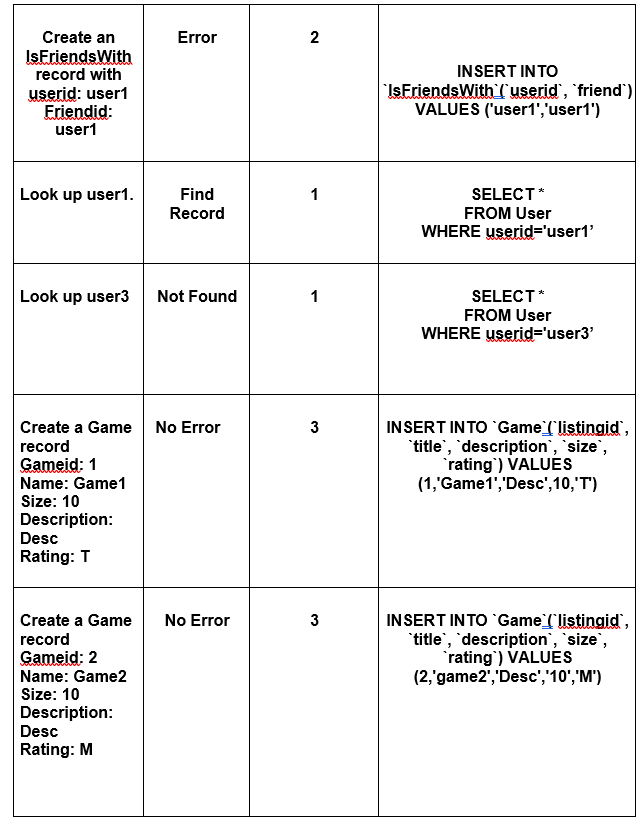 Create an
IsFriendsWith
record with
userid: user1
Friendid:
user1
Error
2
INSERT INTO
`IsFriendsWith`(`userid`, `friend`)
VALUES ('user1','user1')
Look up user1.
Find
Record
1
SELECT *
FROM User
WHERE userid='user1’
Look up user3
Not Found
1
SELECT *
FROM User
WHERE userid='user3’
Create a Game
record
Gameid: 1
Name: Game1
Size: 10
Description:
Desc
Rating: T
No Error
3
INSERT INTO `Game`(`listingid`,
`title`, `description`, `size`,
`rating`) VALUES
(1,'Game1','Desc',10,'T')
Create a Game
record
Gameid: 2
Name: Game2
Size: 10
Description:
Desc
Rating: M
No Error
3
INSERT INTO `Game`(`listingid`,
`title`, `description`, `size`,
`rating`) VALUES
(2,'game2','Desc','10','M')